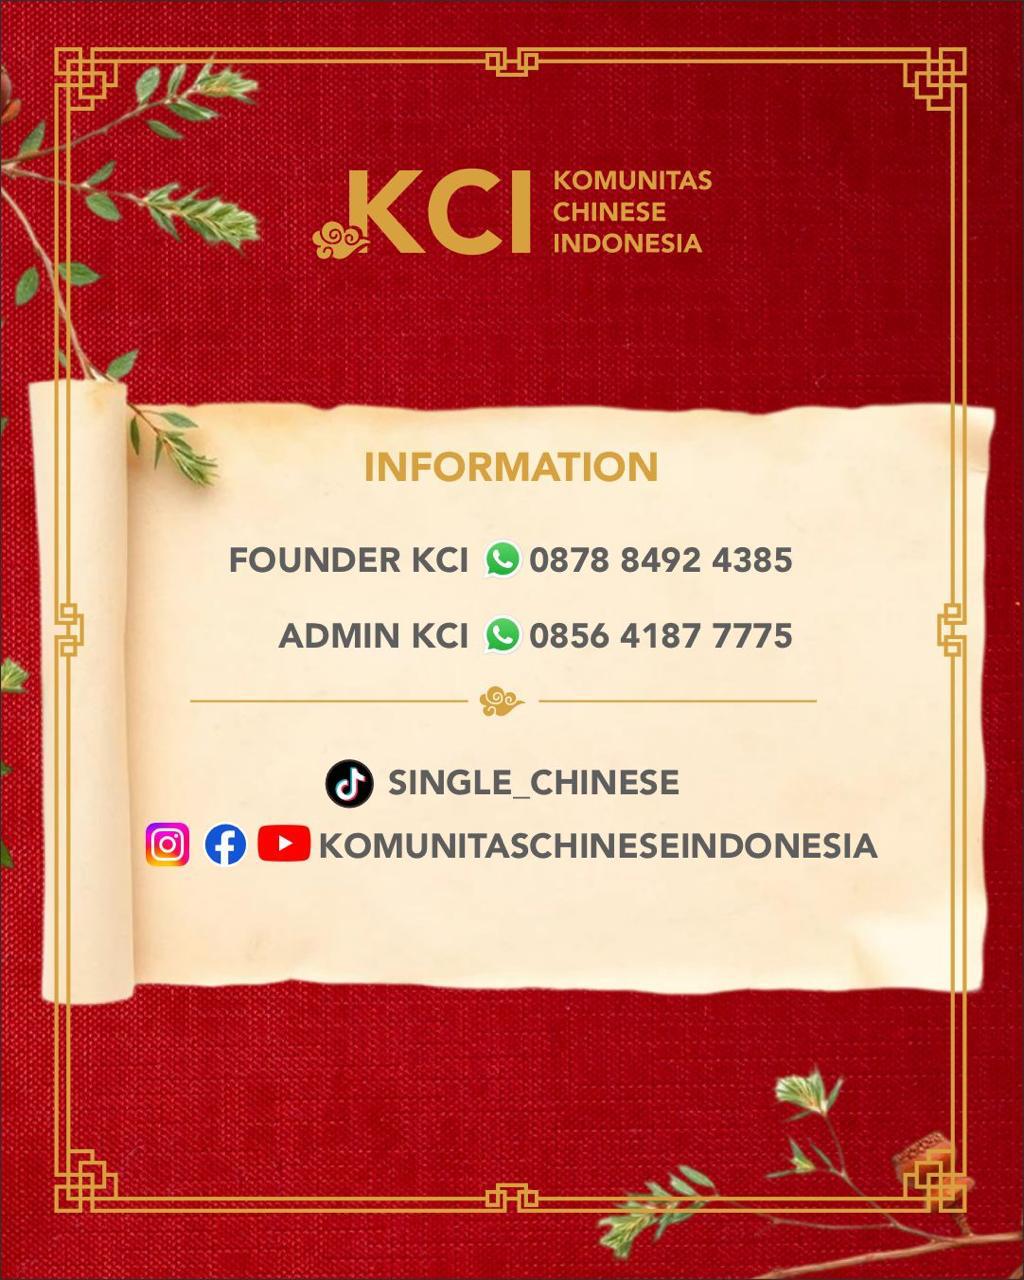 KCI
KOMUNITAS
CHINESE
INDONESIA
INFORMATION
FOUNDER KCI 0878 8492 4385
ADMIN KCI 0856 4187 7775
SINGLE_CHINESE
KOMUNITASCHINESEINDONESIA